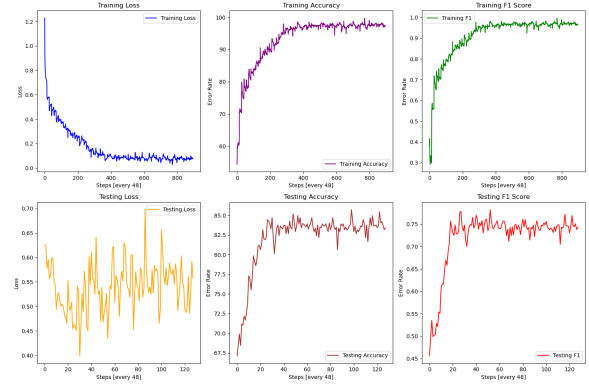 Training Loss
Training Accuracy
Training F1 Score
Training Loss
Training Accuracy
Training F1
Loss
Error Rate
Error Rate
1.2
1.0
0.8
0.6
0.4
0.2
0.0
100
90
80
70
60
1.0
0.9
0.8
0.7
0.6
0.5
0.4
0.3
0 200 400 600 800
0 200 400 600 800
0 200 400 600 800
Steps [every 48]
Steps [every 48]
Steps [every 48]
Testing Loss
Testing Accuracy
Testing F1 Score
Testing Loss
Testing Accuracy
Testing F1
Loss
Error Rate
Error Rate
0.70
0.65
0.60
0.55
0.50
0.45
0.40
85.0
82.5
80.0
77.5
75.0
72.5
70.0
67.5
0.75
0.70
0.65
0.60
0.55
0.50
0.45
0 20 40 60 80 100 120
0 20 40 60 80 100 120
0 20 40 60 80 100 120
Steps [every 48]
Steps [every 48]
Steps [every 48]